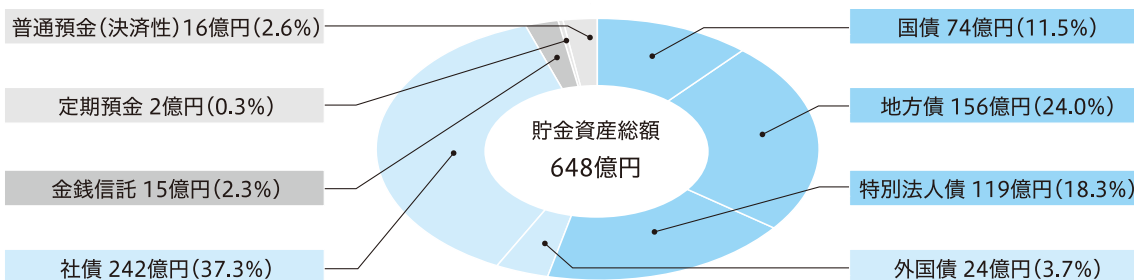 普通預金(決済性)16億円(2.6%)
定期預金 2億円(0.3%)
金銭信託 15億円(2.3%)
社債 242億円(37.3%)
貯金資産総額
648億円
国債 74億円(11.5%)
地方債 156億円(24.0%)
特別法人債 119億円(18.3%)
外国債 24億円(3.7%)